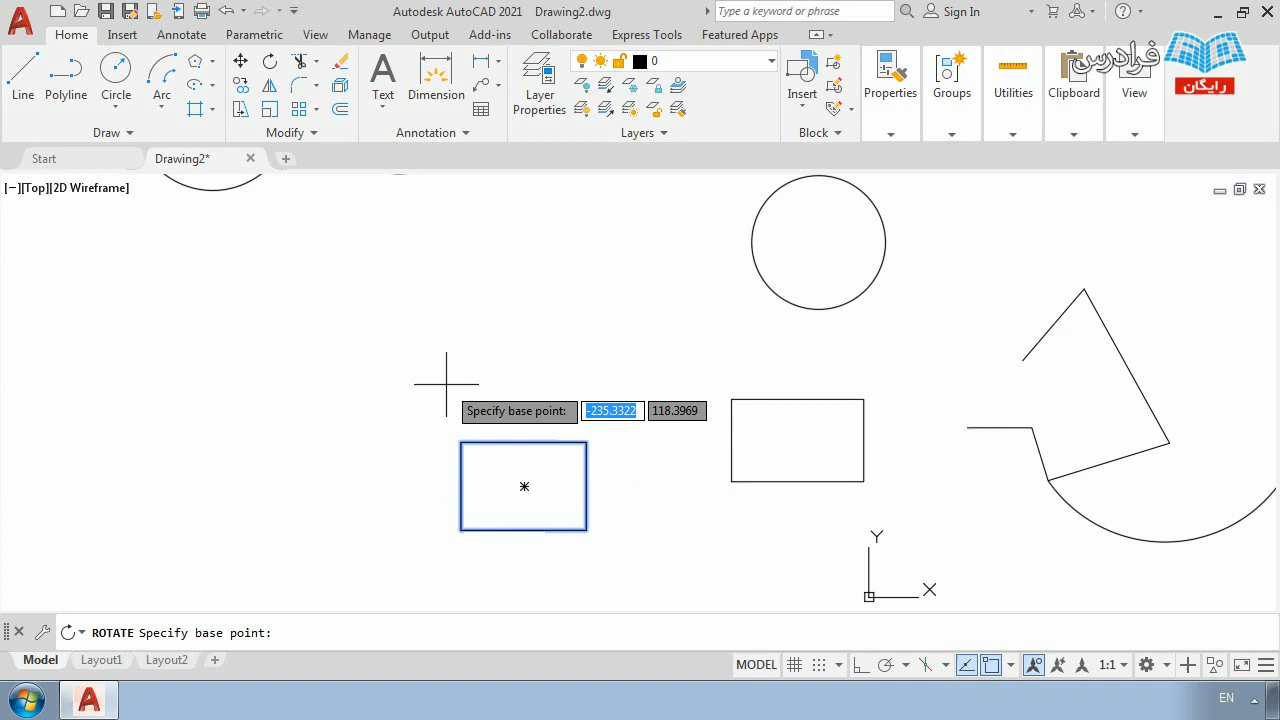 Autodesk AutoCAD 2021 Drawing2.dwg
Type a keyword or phrase
Sign In
Home Insert Annotate Parametric View Manage Output Add-ins Collaborate Express Tools Featured Apps
Line Polyline Circle Arc
Text Dimension
Layer Properties
0
Insert
Properties Groups Utilities Clipboard View
فرادرس
رایگان
Draw Modify Annotation Layers Block
Start Drawing2*
[−][Top][2D Wireframe]
Specify base point: -235.3322 118.3969
Y
X
ROTATE Specify base point:
Model Layout1 Layout2
MODEL 1:1
EN